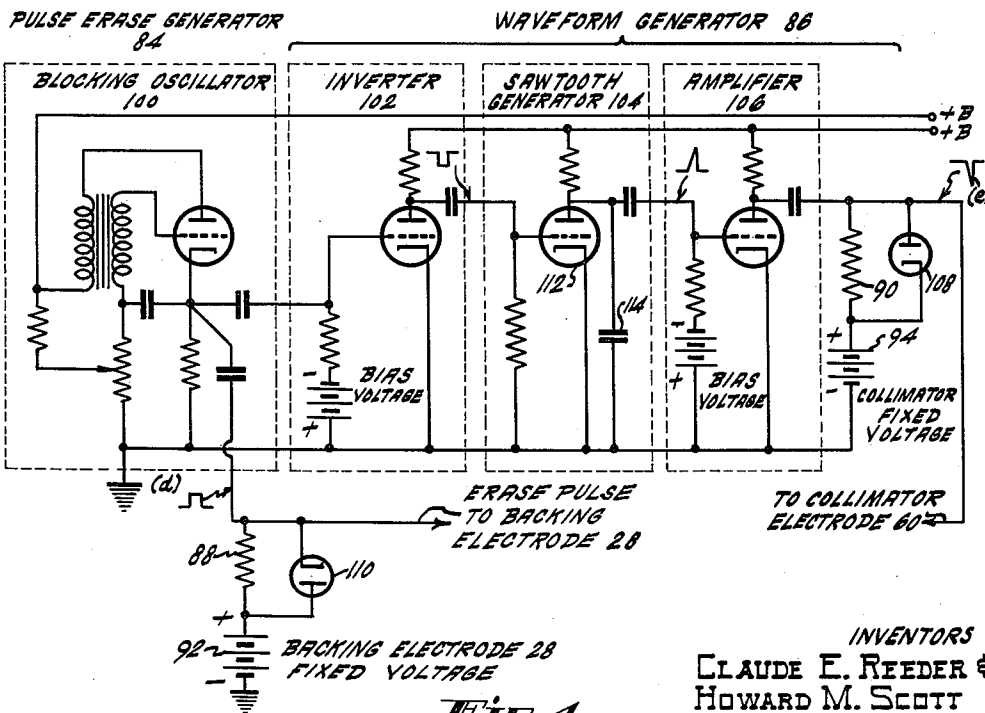 PULSE ERASE GENERATOR
84
WAVEFORM GENERATOR 86
BLOCKING OSCILLATOR
100
INVERTER
102
SAWTOOTH
GENERATOR 104
AMPLIFIER
106
+B
+B
(e)
112
114
90
108
+
94
-
-
BIAS
VOLTAGE
+
-
BIAS
VOLTAGE
+
COLLIMATOR
FIXED
VOLTAGE
(d)
ERASE PULSE
TO BACKING
ELECTRODE 28
TO COLLIMATOR
ELECTRODE 60
88
110
+
92
-
BACKING ELECTRODE 28
FIXED VOLTAGE
INVENTORS
CLAUDE E. REEDER &
HOWARD M. SCOTT